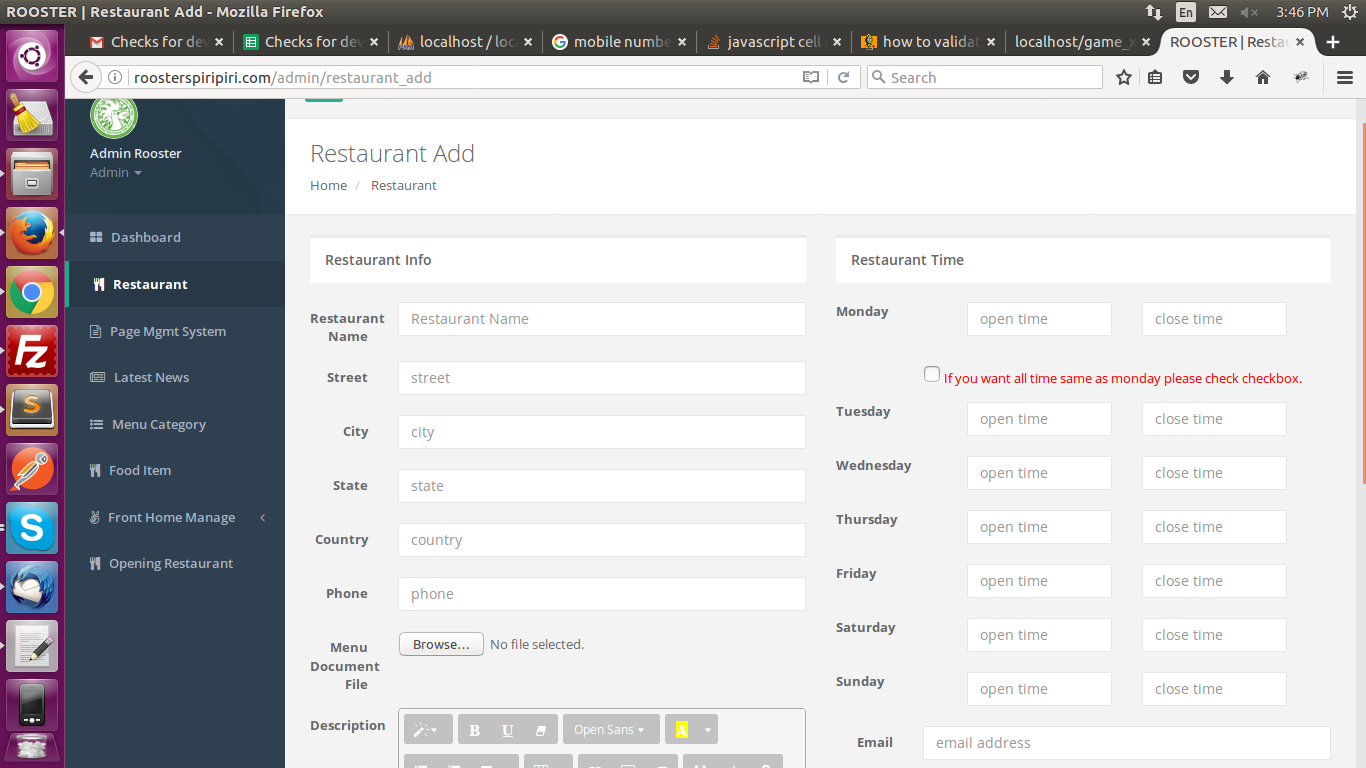 ROOSTER | Restaurant Add - Mozilla Firefox
En
3:46 PM
Checks for dev
Checks for dev
localhost / loc
mobile numbe
javascript cell
how to validat
localhost/game_x
ROOSTER | Resta
roosterspiripiri.com/admin/restaurant_add
Search
Admin Rooster
Admin
Dashboard
Restaurant
Page Mgmt System
Latest News
Menu Category
Food Item
Front Home Manage
Opening Restaurant
Restaurant Add
Home / Restaurant
Restaurant Info
Restaurant
Name
Restaurant Name
Street
street
City
city
State
state
Country
country
Phone
phone
Menu
Document
File
Browse...
No file selected.
Description
B U
Open Sans
A
Restaurant Time
Monday
open time
close time
If you want all time same as monday please check checkbox.
Tuesday
open time
close time
Wednesday
open time
close time
Thursday
open time
close time
Friday
open time
close time
Saturday
open time
close time
Sunday
open time
close time
Email
email address